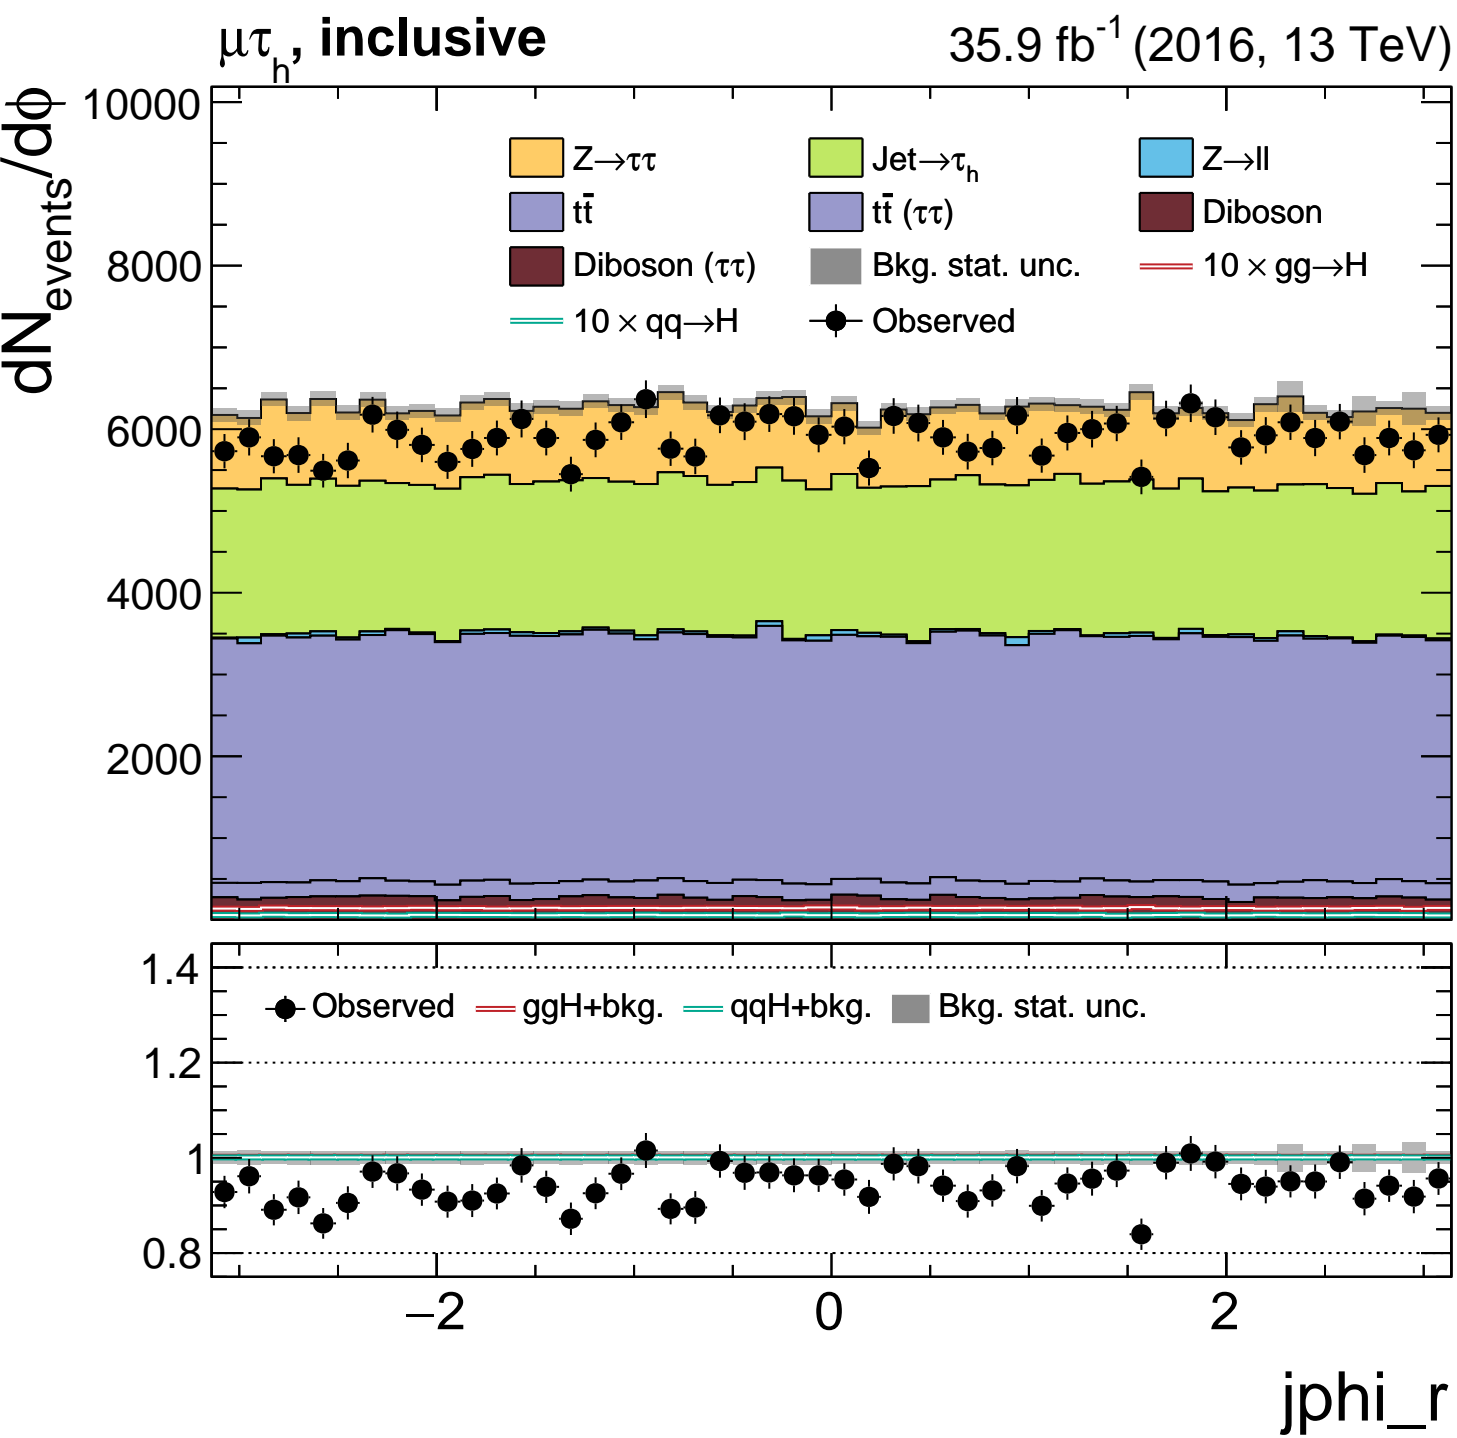 μτh, inclusive 35.9 fb-1 (2016, 13 TeV)
dNevents/dϕ
10000
8000
6000
4000
2000
Z→ττ Jet→τh Z→ll
tt̄ tt̄ (ττ) Diboson
Diboson (ττ) Bkg. stat. unc. 10 × gg→H
10 × qq→H Observed
1.4
1.2
1
0.8
Observed ggH+bkg. qqH+bkg. Bkg. stat. unc.
−2 0 2
jphi_r